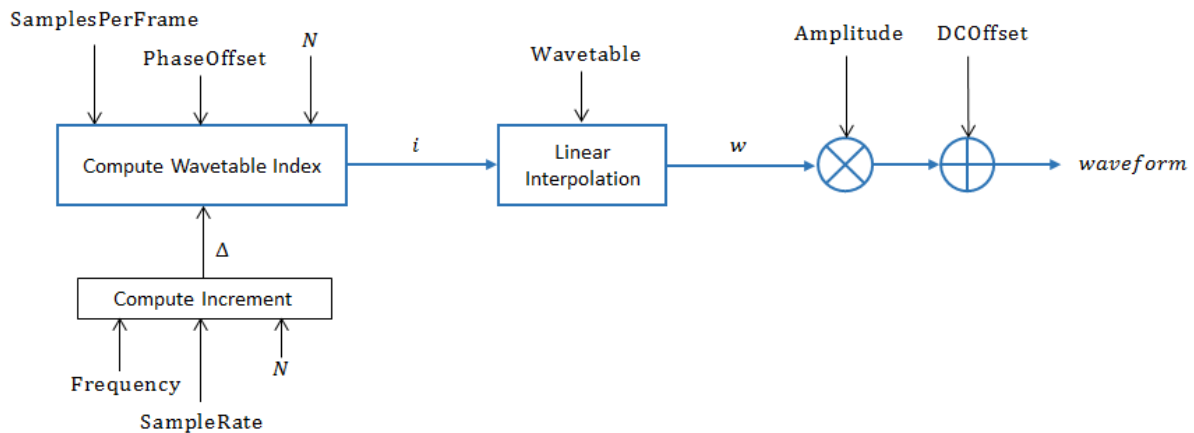 SamplesPerFrame
PhaseOffset
N
Wavetable
Amplitude
DCOffset
Compute Wavetable Index
i
Linear
Interpolation
w
waveform
Δ
Compute Increment
Frequency
SampleRate
N